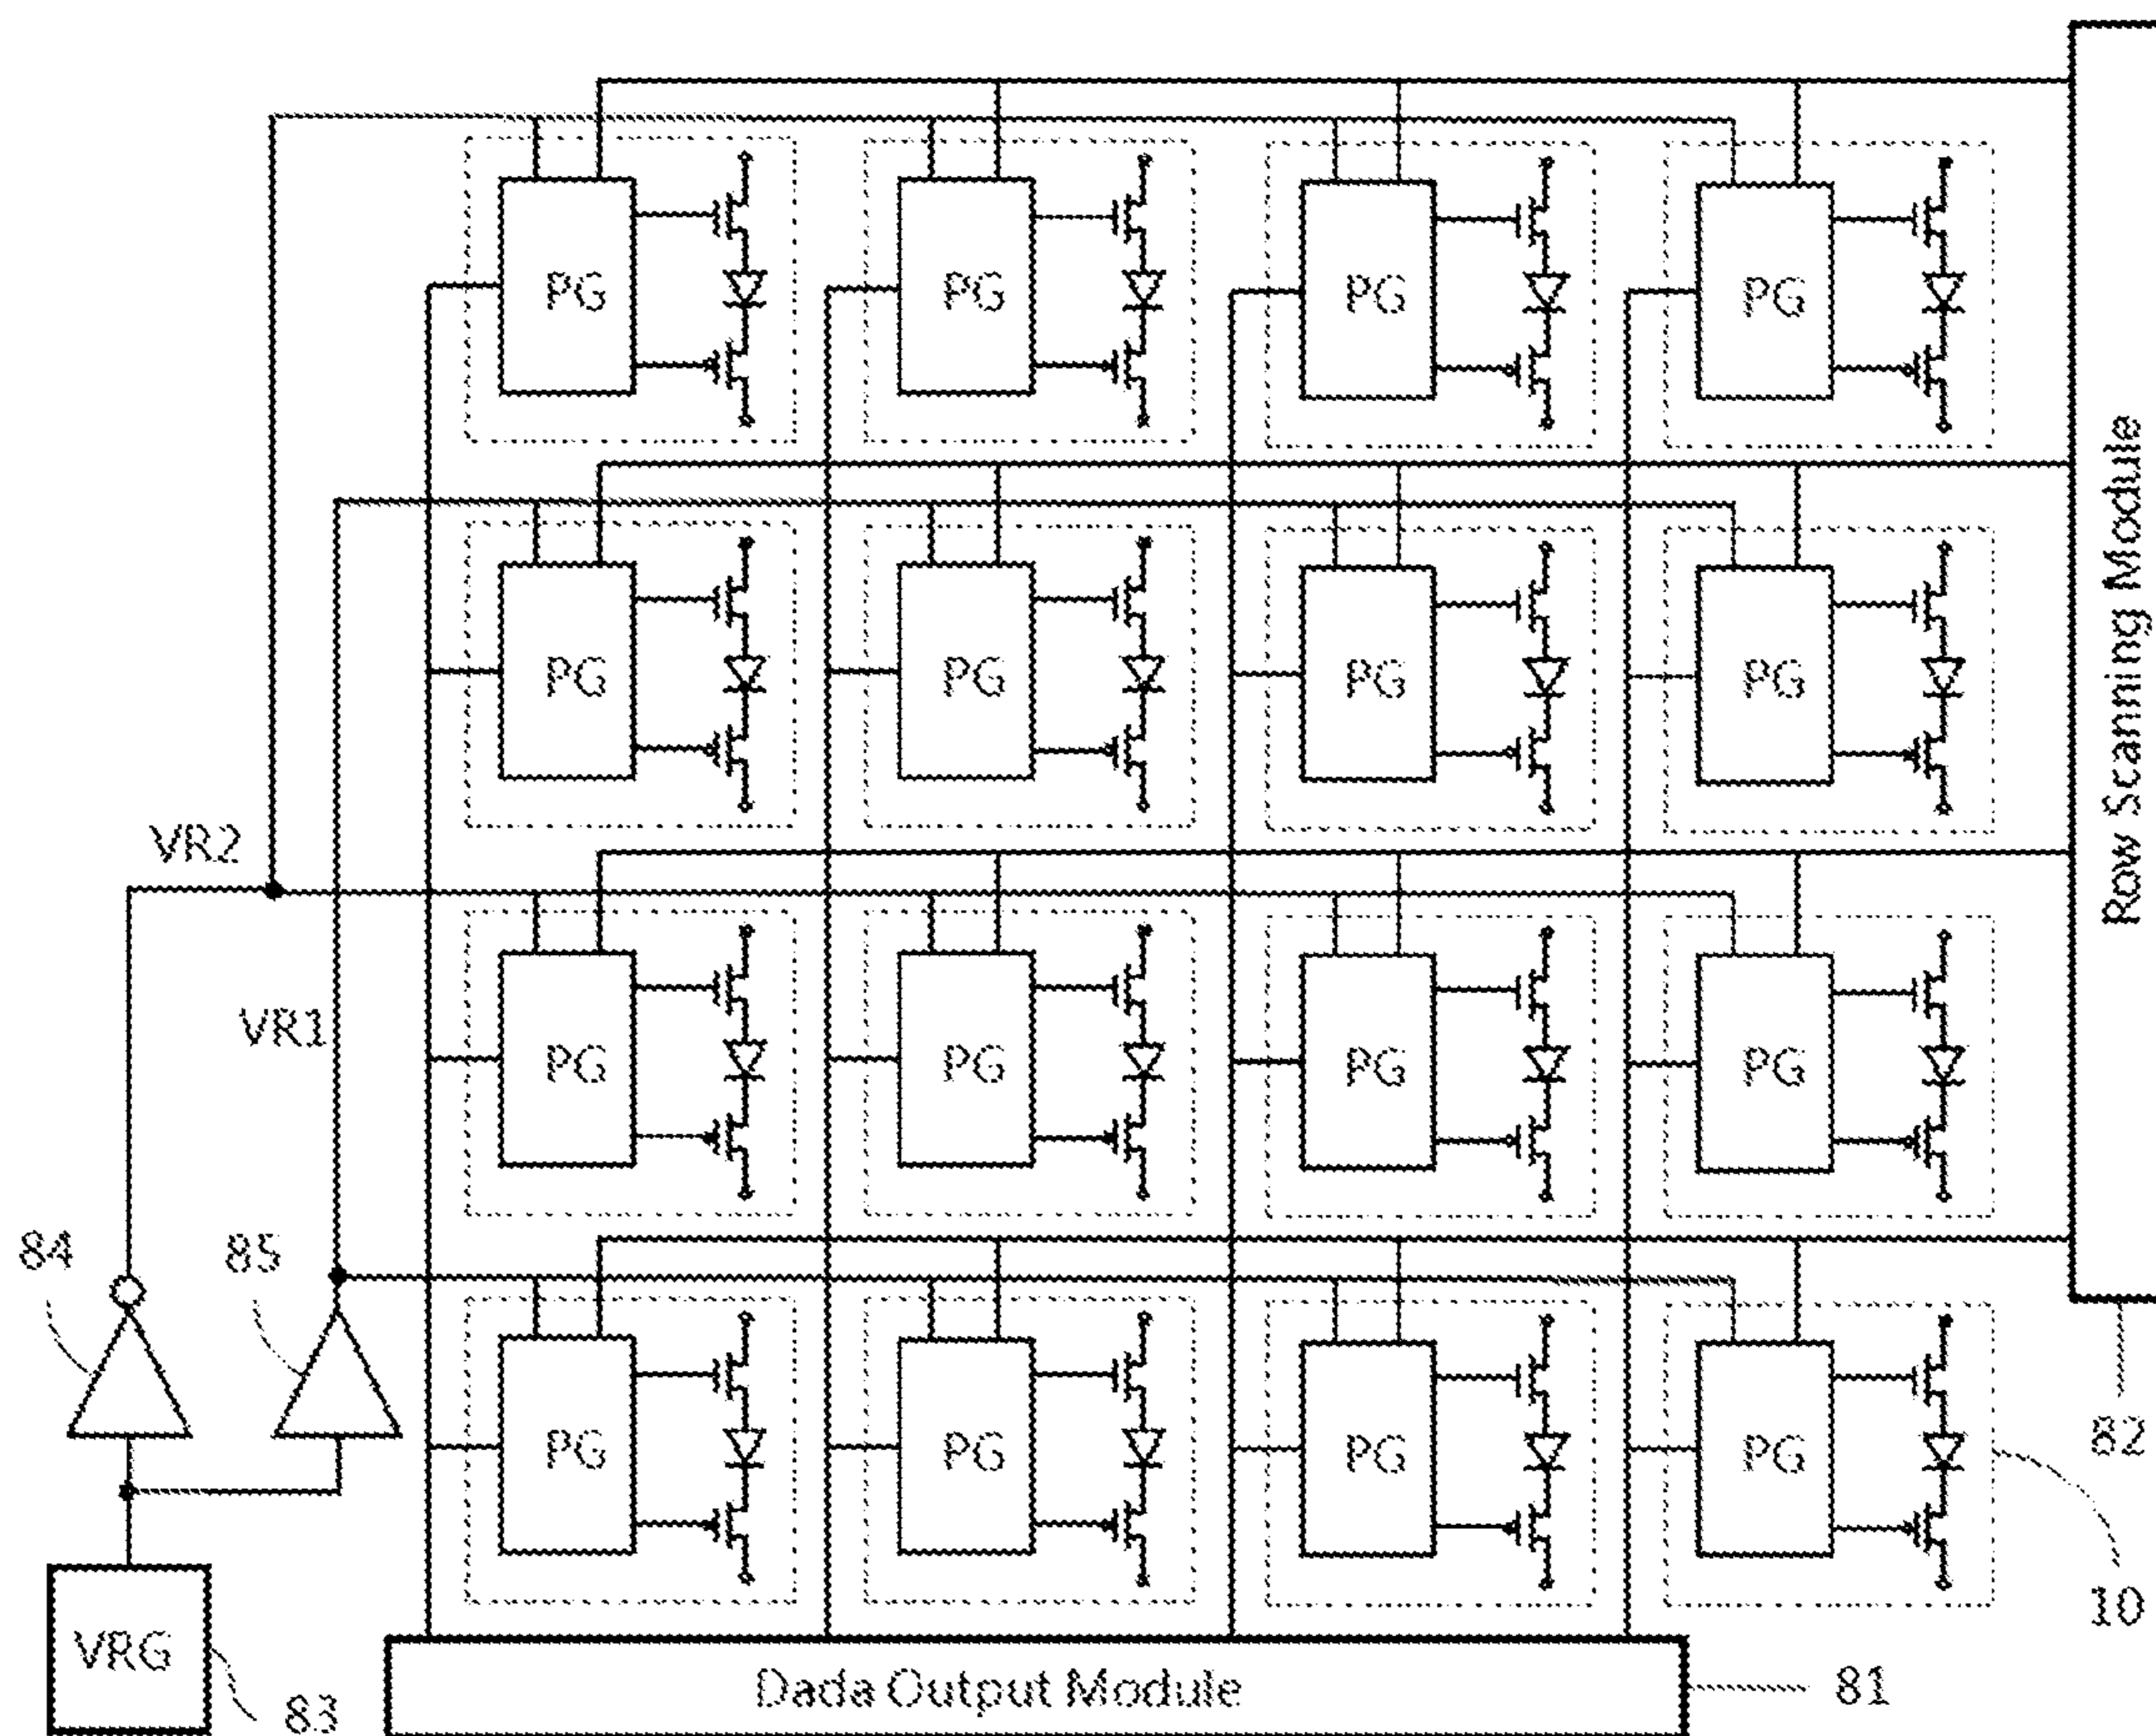 PG PG PG PG
Row Scanning Module
PG PG PG PG
VR2
VR1
PG PG PG PG
84
85
PG PG PG PG
82
10
VRG
83
Dada Output Module
81